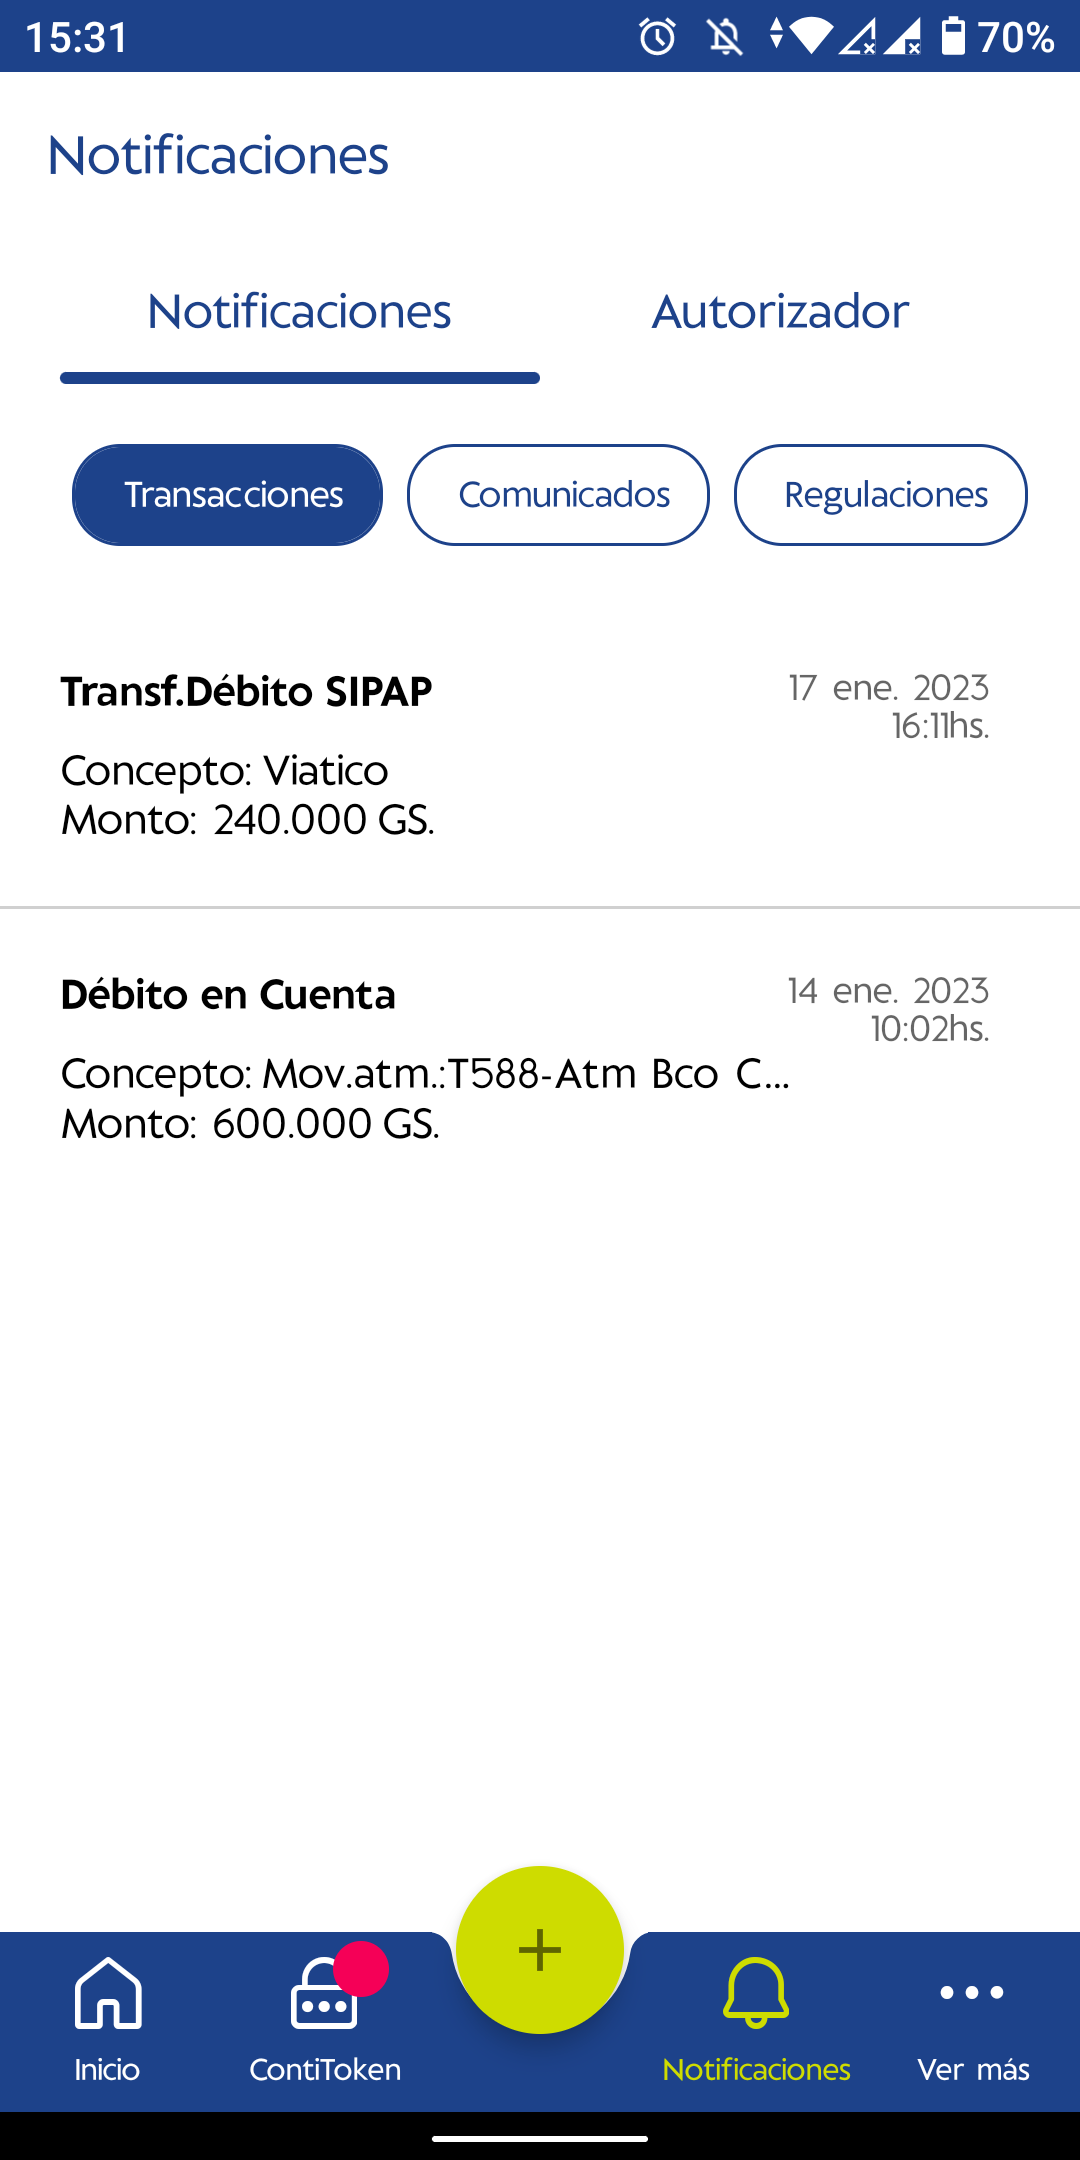 15:31 70%
Notificaciones
Notificaciones Autorizador
Transacciones Comunicados Regulaciones
Transf.Débito SIPAP 17 ene. 2023
16:11hs.
Concepto: Viatico
Monto: 240.000 GS.
Débito en Cuenta 14 ene. 2023
10:02hs.
Concepto: Mov.atm.:T588-Atm Bco C...
Monto: 600.000 GS.
Inicio ContiToken Notificaciones Ver más